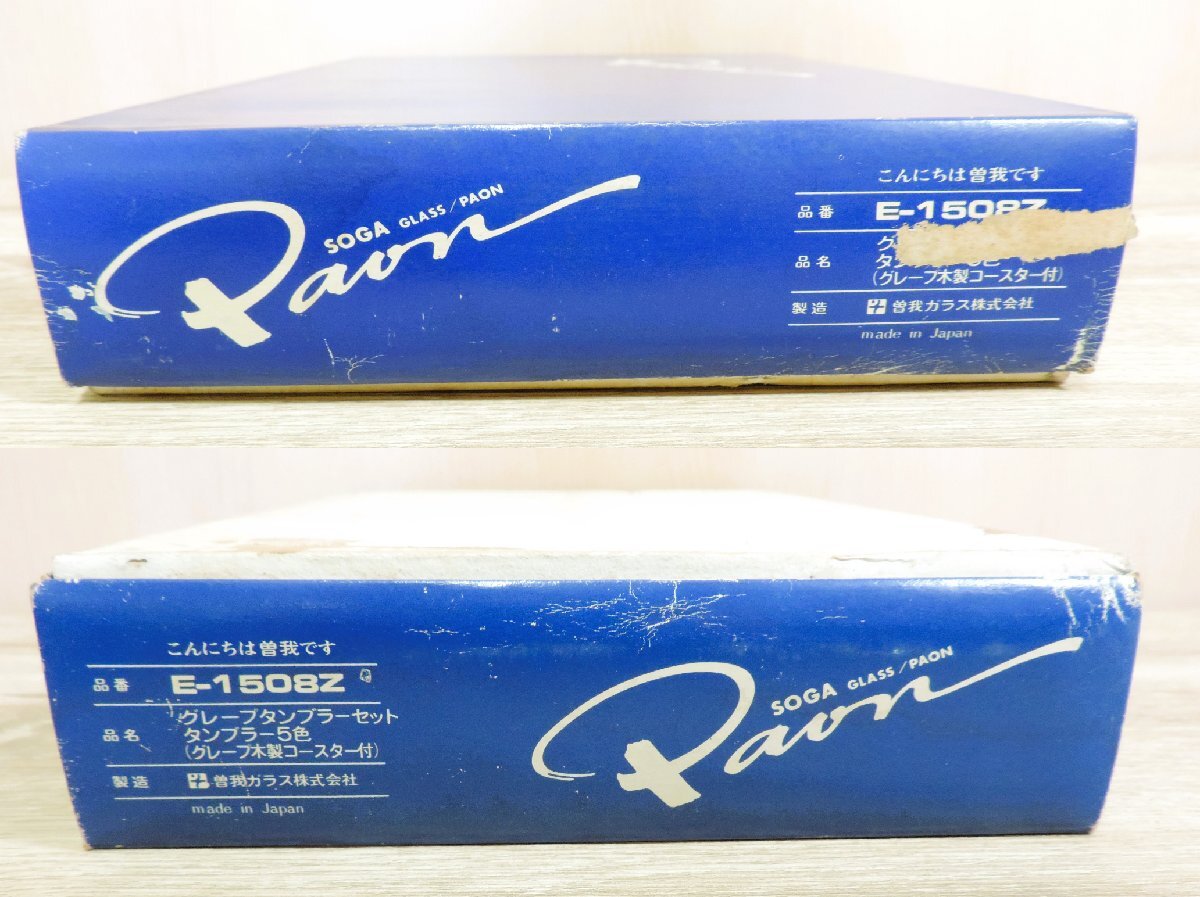 SOGA GLASS/PAON
Paon
こんにちは曽我です
品番 E-1508Z
品名 グ
タン 5色
(グレープ木製コースター付)
製造 曽我ガラス株式会社
made in Japan
こんにちは曽我です
品番 E-1508Z
品名 グレープタンブラーセット
タンブラー5色
(グレープ木製コースター付)
製造 曽我ガラス株式会社
made in Japan
SOGA GLASS/PAON
Paon